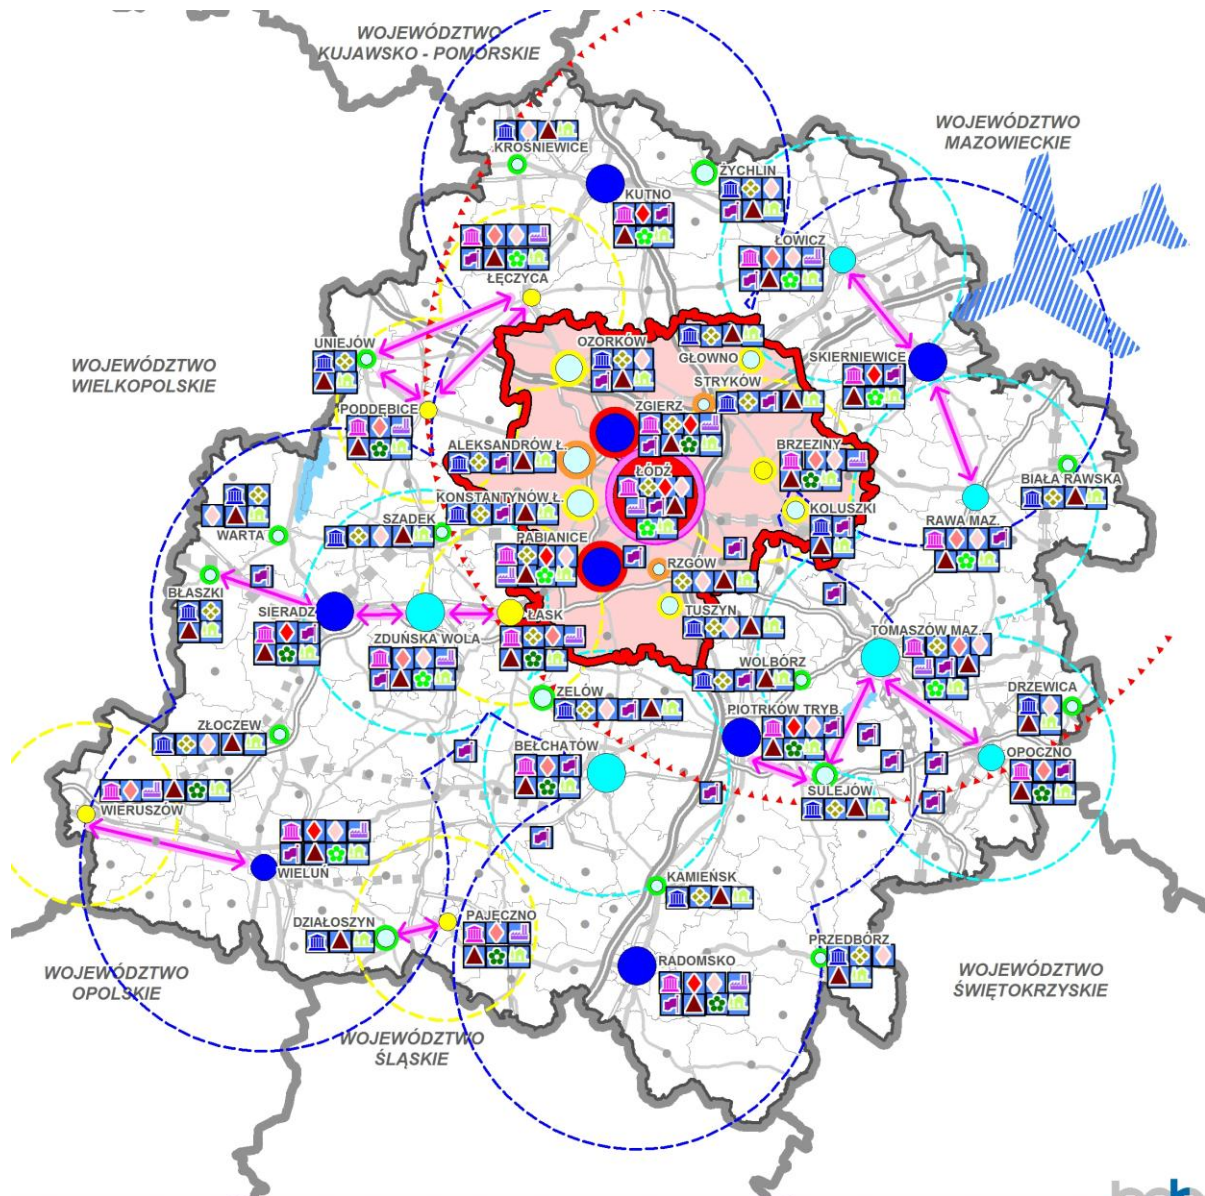 WOJEWÓDZTWO
KUJAWSKO - POMORSKIE
WOJEWÓDZTWO
MAZOWIECKIE
KROŚNIEWICE
ŻYCHLIN
KUTNO
ŁOWICZ
ŁĘCZYCA
UNIEJÓW
OZORKÓW
GŁOWNO
SKIERNIEWICE
WOJEWÓDZTWO
WIELKOPOLSKIE
STRYKÓW
PODDĘBICE
ZGIERZ
ALEKSANDRÓW Ł.
BRZEZINY
ŁÓDŹ
BIAŁA RAWSKA
KONSTANTYNÓW Ł.
KOLUSZKI
SZADEK
RAWA MAZ.
WARTA
PABIANICE
RZGÓW
BŁASZKI
SIERADZ
ŁASK
TUSZYN
ZDUŃSKA WOLA
TOMASZÓW MAZ.
WOLBÓRZ
ZELÓW
DRZEWICA
ZŁOCZEW
PIOTRKÓW TRYB.
BEŁCHATÓW
OPOCZNO
SULEJÓW
WIERUSZÓW
WIELUŃ
KAMIEŃSK
DZIAŁOSZYN
PAJĘCZNO
PRZEDBÓRZ
RADOMSKO
WOJEWÓDZTWO
OPOLSKIE
WOJEWÓDZTWO
ŚWIĘTOKRZYSKIE
WOJEWÓDZTWO
ŚLĄSKIE